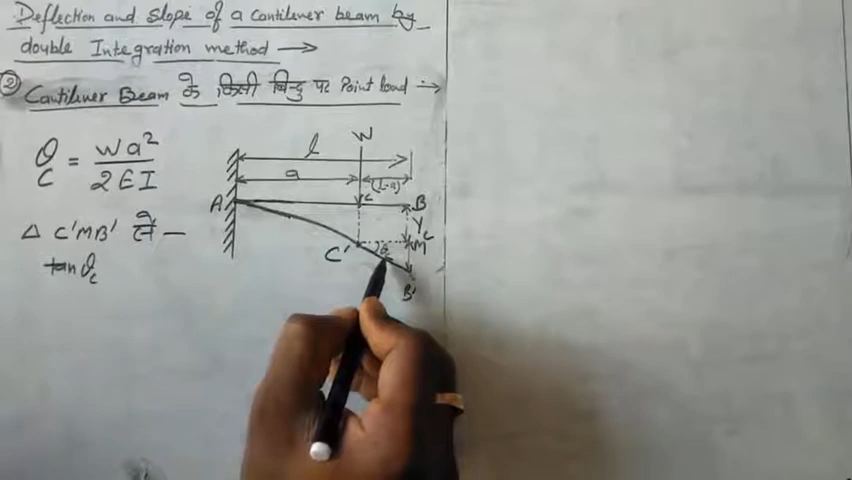 Deflection and slope of a Cantilever beam by
double Integration method →
② Cantilever Beam के किसी बिन्दु पर Point load →
θc = Wa² / 2EI
△ C'MB' से —
tan θc
W
l
a
(l-a)
A
C
B
Yc
M
C'
θc
B'